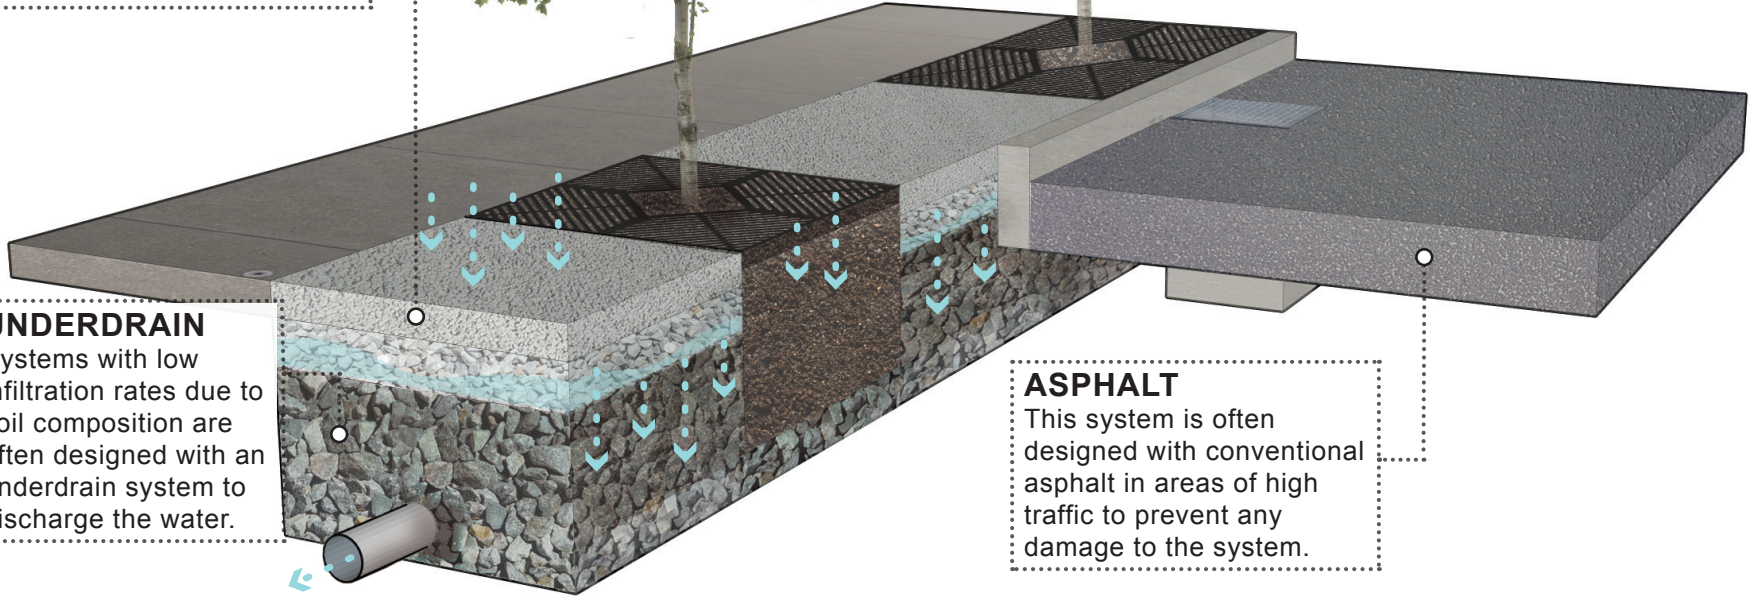 UNDERDRAIN
ystems with low
filtration rates due to
oil composition are
ften designed with an
nderdrain system to
ischarge the water.
ASPHALT
This system is often
designed with conventional
asphalt in areas of high
traffic to prevent any
damage to the system.